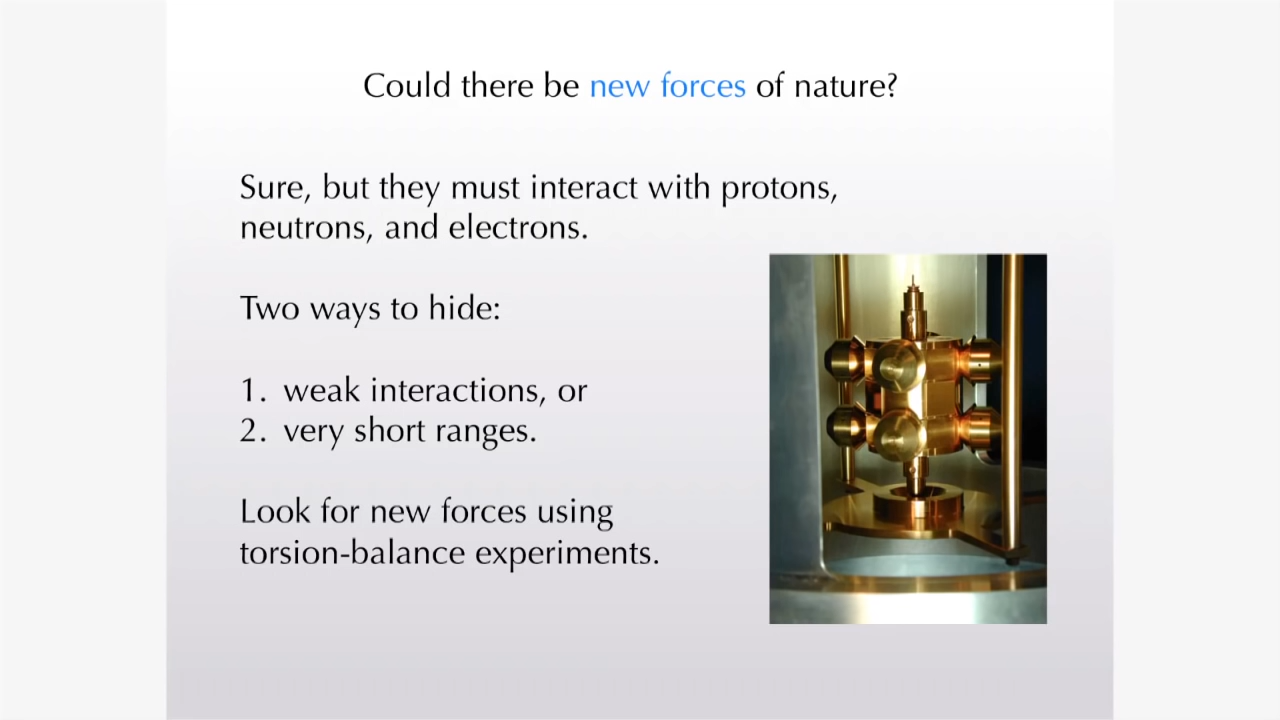 Could there be new forces of nature?
Sure, but they must interact with protons,
neutrons, and electrons.
Two ways to hide:
1. weak interactions, or
2. very short ranges.
Look for new forces using
torsion-balance experiments.